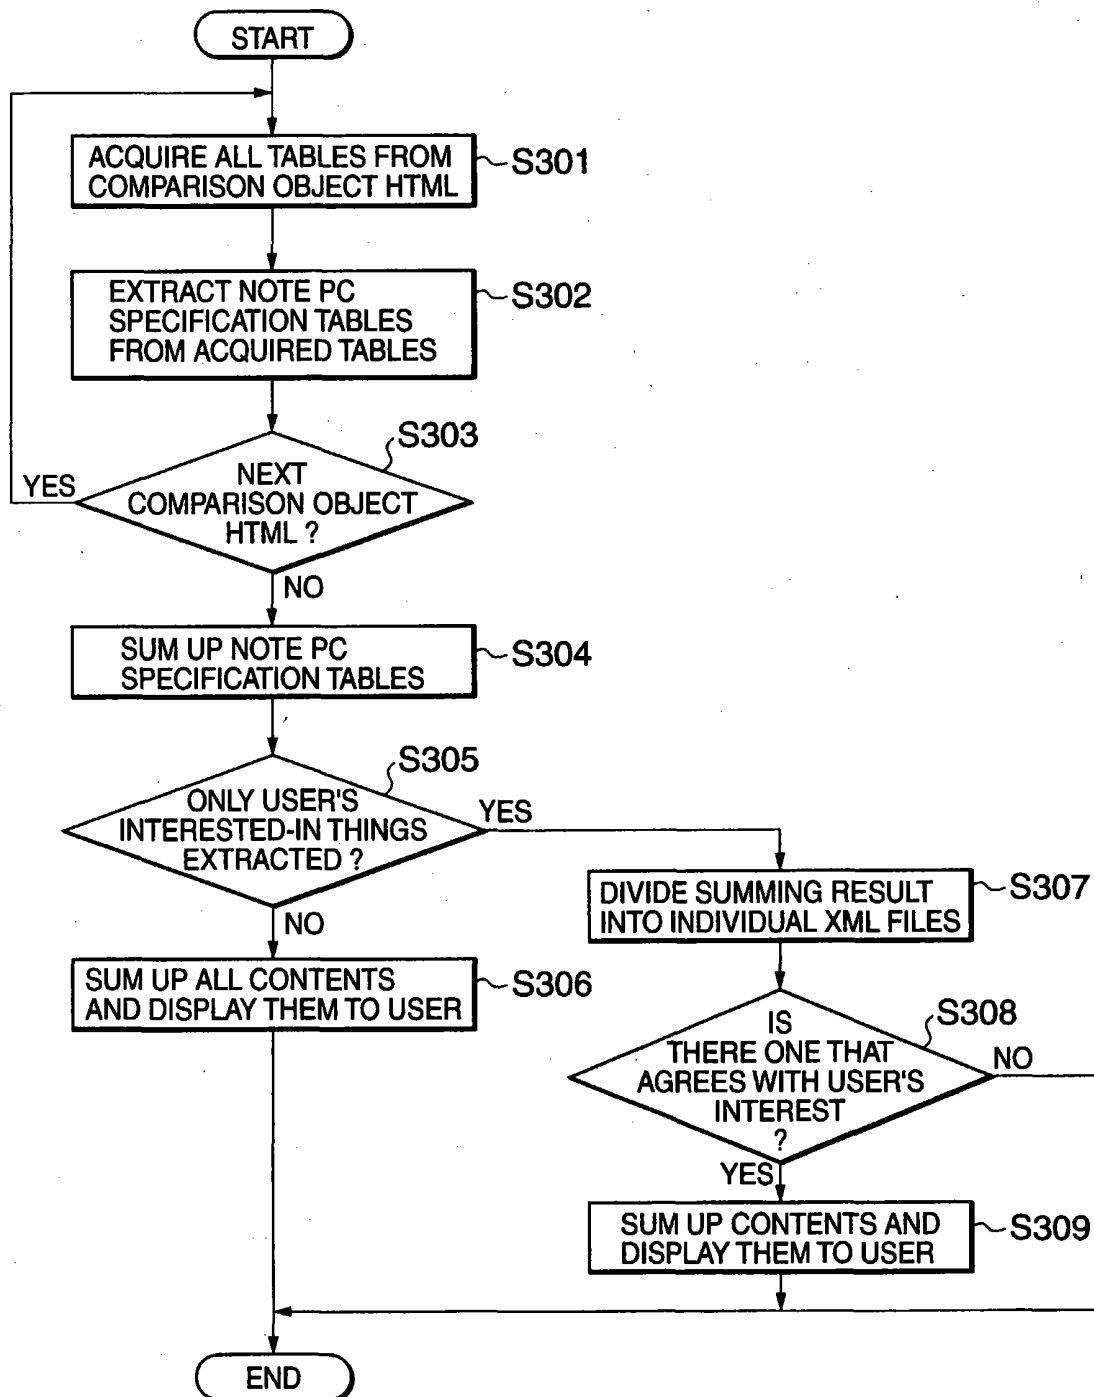 START
ACQUIRE ALL TABLES FROM
COMPARISON OBJECT HTML
S301
EXTRACT NOTE PC
SPECIFICATION TABLES
FROM ACQUIRED TABLES
S302
S303
NEXT
COMPARISON OBJECT
HTML ?
YES
NO
SUM UP NOTE PC
SPECIFICATION TABLES
S304
S305
ONLY USER'S
INTERESTED-IN THINGS
EXTRACTED ?
YES
NO
SUM UP ALL CONTENTS
AND DISPLAY THEM TO USER
S306
DIVIDE SUMMING RESULT
INTO INDIVIDUAL XML FILES
S307
S308
IS
THERE ONE THAT
AGREES WITH USER'S
INTEREST
?
NO
YES
SUM UP CONTENTS AND
DISPLAY THEM TO USER
S309
END